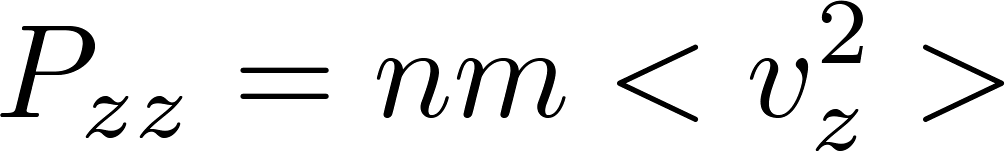 P_{zz} = nm < v_z^2 >